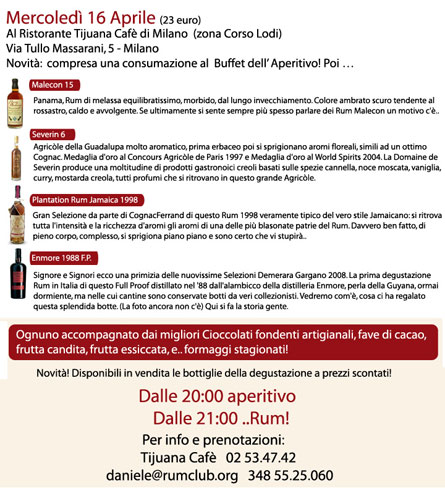 Mercoledì 16 Aprile (23 euro)
Al Ristorante Tijuana Cafè di Milano (zona Corso Lodi)
Via Tullo Massarani, 5 - Milano
Novità: compresa una consumazione al Buffet dell' Aperitivo! Poi …
Malecon 15
Panama, Rum di melassa equilibratissimo, morbido, dal lungo invecchiamento. Colore ambrato scuro tendente al
rossastro, caldo e avvolgente. Se ultimamente si sente sempre più spesso parlare dei Rum Malecon un motivo c'è..
Severin 6
Agricòle della Guadalupa molto aromatico, prima erbaceo poi si sprigionano aromi floreali, simili ad un ottimo
Cognac. Medaglia d'oro al Concours Agricòle de Paris 1997 e Medaglia d'oro al World Spirits 2004. La Domaine de
Severin produce una moltitudine di prodotti gastronoici creoli basati sulle spezie cannella, noce moscata, vaniglia,
curry, mostarda creola, tutti profumi che si ritrovano in questo grande Agricòle.
Plantation Rum Jamaica 1998
Gran Selezione da parte di CognacFerrand di questo Rum 1998 veramente tipico del vero stile Jamaicano: si ritrova
tutta l'intensità e la ricchezza d'aromi gli aromi di una delle più blasonate patrie del Rum. Davvero ben fatto, di
pieno corpo, complesso, si sprigiona piano piano e sono certo che vi stupirà..
Enmore 1988 F.P.
Signore e Signori ecco una primizia delle nuovissime Selezioni Demerara Gargano 2008. La prima degustazione
Rum in Italia di questo Full Proof distillato nel '88 dall'alambicco della distilleria Enmore, perla della Guyana, ormai
dormiente, ma nelle cui cantine sono conservate botti da veri collezionisti. Vedremo com'è, cosa ci ha regalato
questa splendida botte. (La foto ancora non c'è) Qui si fa la storia gente.
Ognuno accompagnato dai migliori Cioccolati fondenti artigianali, fave di cacao,
frutta candita, frutta essiccata, e.. formaggi stagionati!
Novità! Disponibili in vendita le bottiglie della degustazione a prezzi scontati!
Dalle 20:00 aperitivo
Dalle 21:00 ..Rum!
Per info e prenotazioni:
Tijuana Cafè 02 53.47.42
daniele@rumclub.org 348 55.25.060